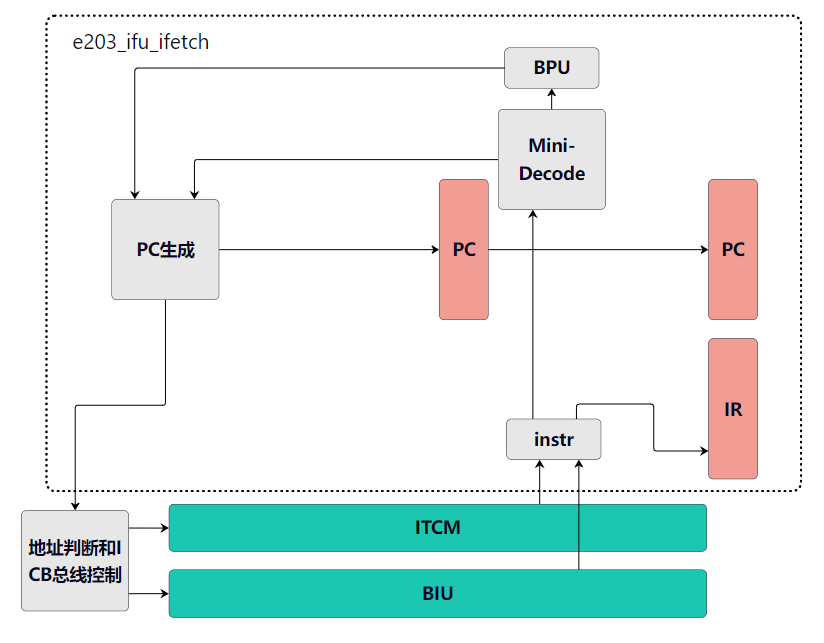 e203_ifu_ifetch
BPU
Mini-
Decode
PC生成
PC
PC
IR
instr
地址判断和I
CB总线控制
ITCM
BIU